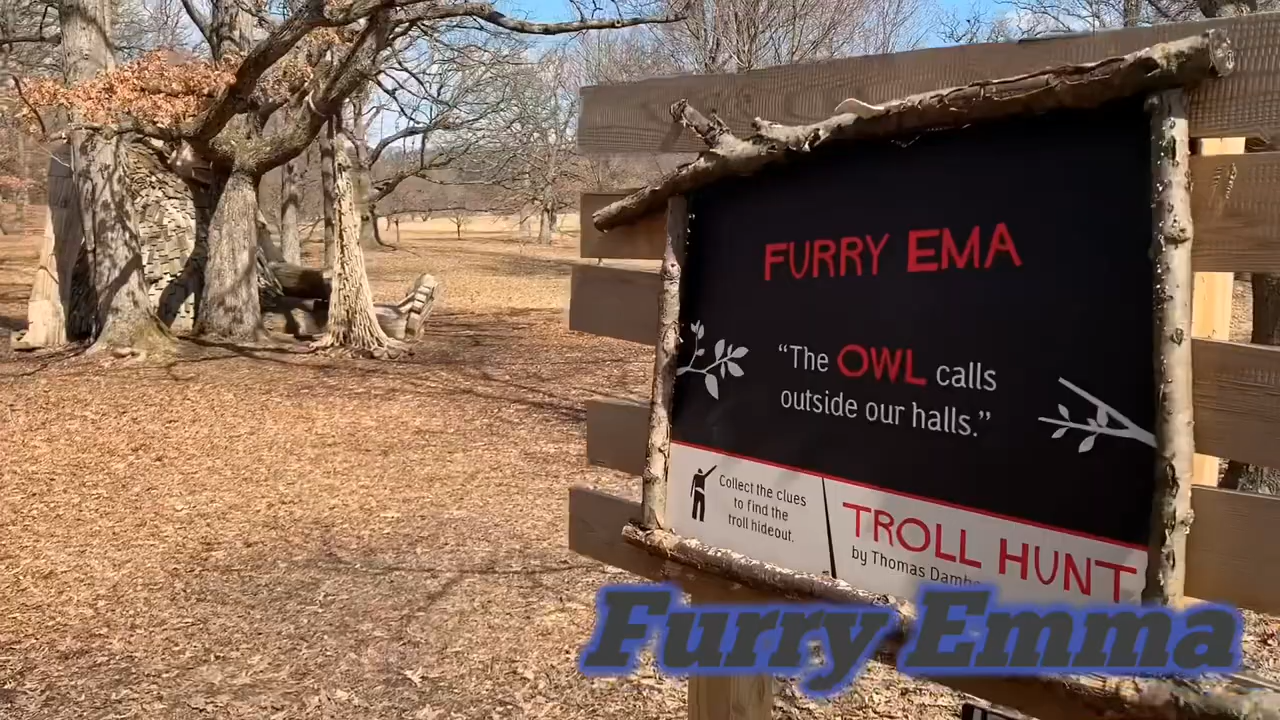 FURRY EMA
“The OWL calls
outside our halls.”
Collect the clues
to find the
troll hideout.
TROLL HUNT
by Thomas
Furry Emma